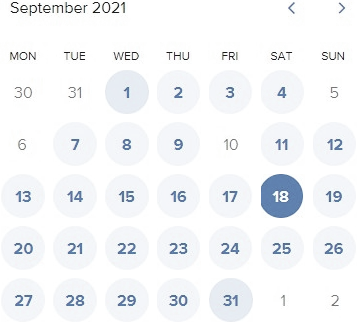 September 2021
MON TUE WED THU FRI SAT SUN
30 31 1 2 3 4 5
6 7 8 9 10 11 12
13 14 15 16 17 18 19
20 21 22 23 24 25 26
27 28 29 30 31 1 2